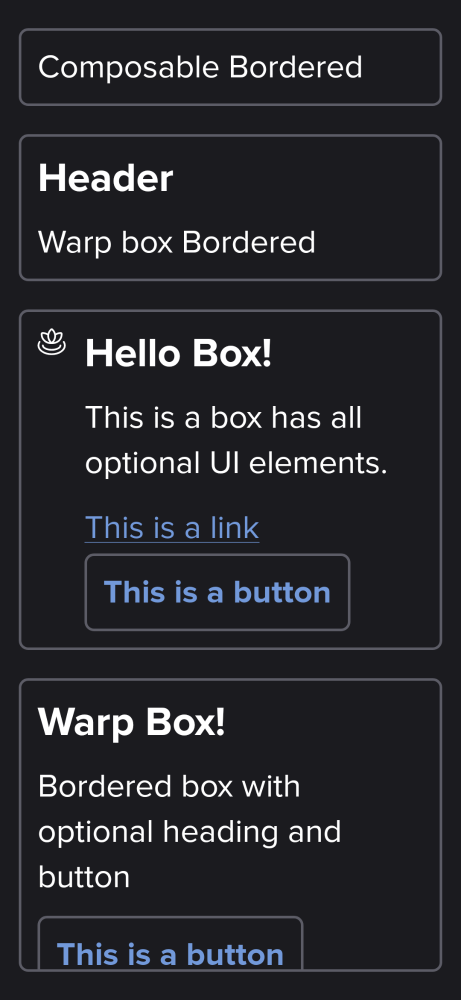 Composable Bordered
Header
Warp box Bordered
Hello Box!
This is a box has all
optional UI elements.
This is a link
This is a button
Warp Box!
Bordered box with
optional heading and
button
This is a button